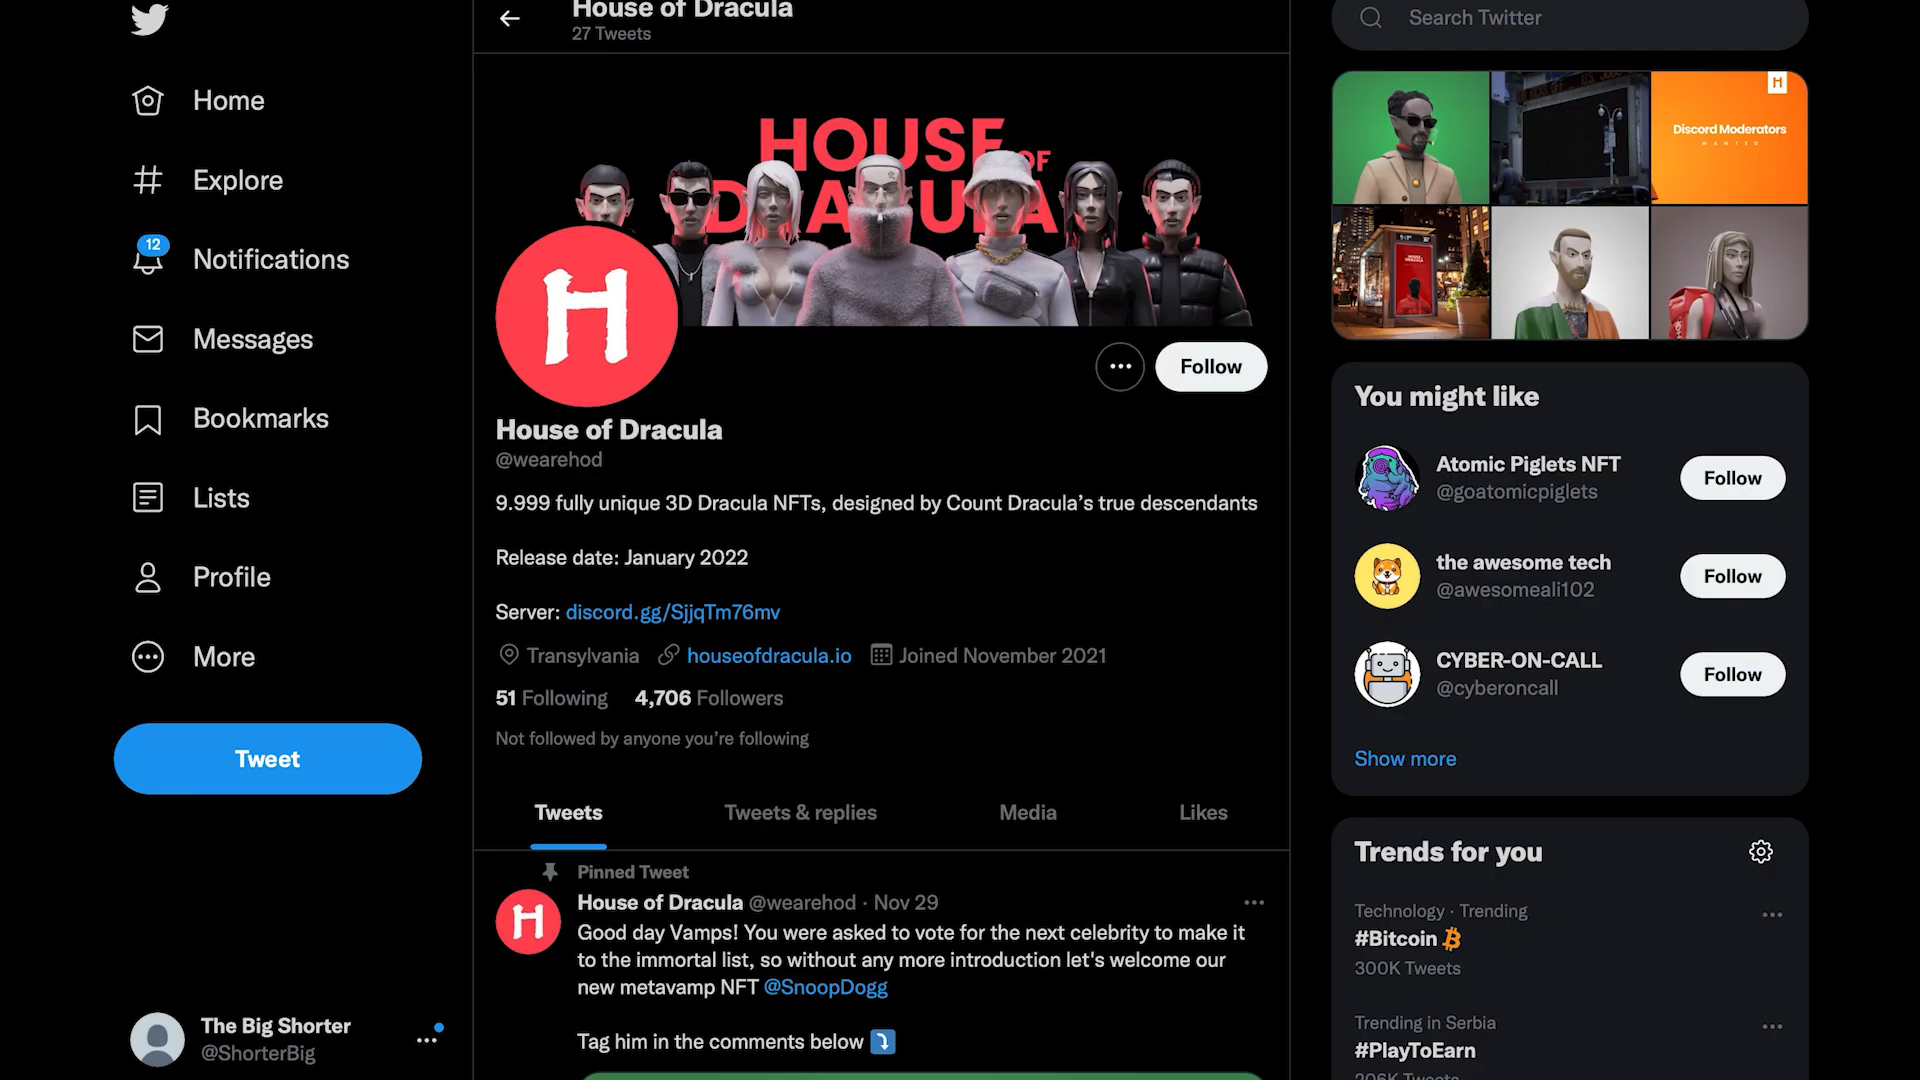 Home
Explore
12
Notifications
Messages
Bookmarks
Lists
Profile
More
Tweet
The Big Shorter
@ShorterBig
House of Dracula
27 Tweets
HOUSE OF
DRACULA
H
Follow
House of Dracula
@wearehod
9.999 fully unique 3D Dracula NFTs, designed by Count Dracula’s true descendants
Release date: January 2022
Server: discord.gg/SjjqTm76mv
Transylvania houseofdracula.io Joined November 2021
51 Following 4,706 Followers
Not followed by anyone you’re following
Tweets Tweets & replies Media Likes
Pinned Tweet
H
House of Dracula @wearehod · Nov 29
Good day Vamps! You were asked to vote for the next celebrity to make it
to the immortal list, so without any more introduction let's welcome our
new metavamp NFT @SnoopDogg
Tag him in the comments below
Search Twitter
H
Discord Moderators
WANTED
You might like
Atomic Piglets NFT
@goatomicpiglets
Follow
the awesome tech
@awesomeali102
Follow
CYBER-ON-CALL
@cyberoncall
Follow
Show more
Trends for you
Technology · Trending
#Bitcoin
300K Tweets
Trending in Serbia
#PlayToEarn
206K Tweets